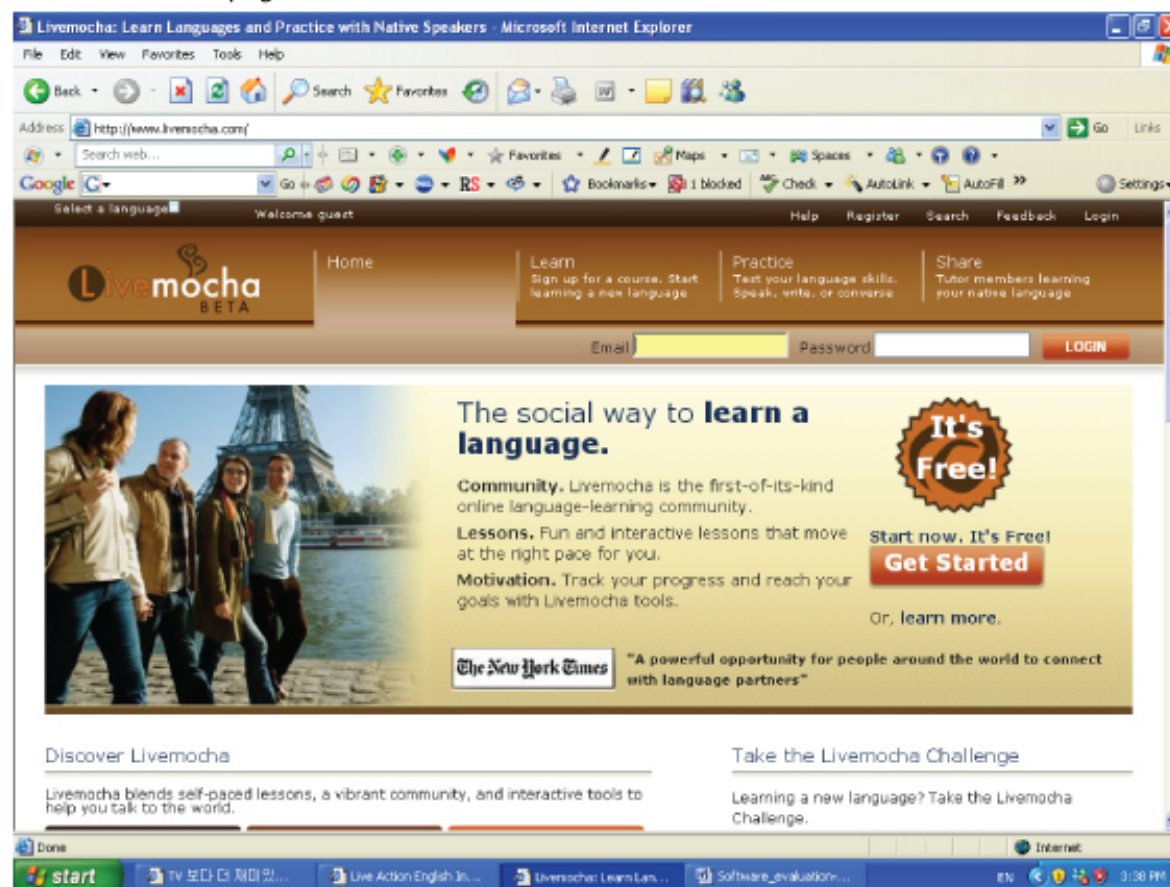 Livemocha: Learn Languages and Practice with Native Speakers - Microsoft Internet Explorer
File Edit View Favorites Tools Help
Back Search Favorites
Address http://www.livemocha.com/ Go Links
Search web... Favorites Maps Spaces
Google G Go RS Bookmarks 1 blocked Check AutoLink AutoFill Settings
Select a language Welcome guest Help Register Search Feedback Login
Livemocha
BETA
Home
Learn
Sign up for a course. Start
learning a new language
Practice
Test your language skills.
Speak, write, or converse
Share
Tutor members learning
your native language
Email Password LOGIN
The social way to learn a
language.
Community. Livemocha is the first-of-its-kind
online language-learning community.
Lessons. Fun and interactive lessons that move
at the right pace for you.
Motivation. Track your progress and reach your
goals with Livemocha tools.
It's
Free!
Start now. It's Free!
Get Started
Or, learn more.
The New York Times
"A powerful opportunity for people around the world to connect
with language partners"
Discover Livemocha
Livemocha blends self-paced lessons, a vibrant community, and interactive tools to
help you talk to the world.
Take the Livemocha Challenge
Learning a new language? Take the Livemocha
Challenge.
Done Internet
start TV 보다 더 재미있... Live Action English In... Livemocha: Learn Lan... Software_evaluation-... EN 3:38 PM